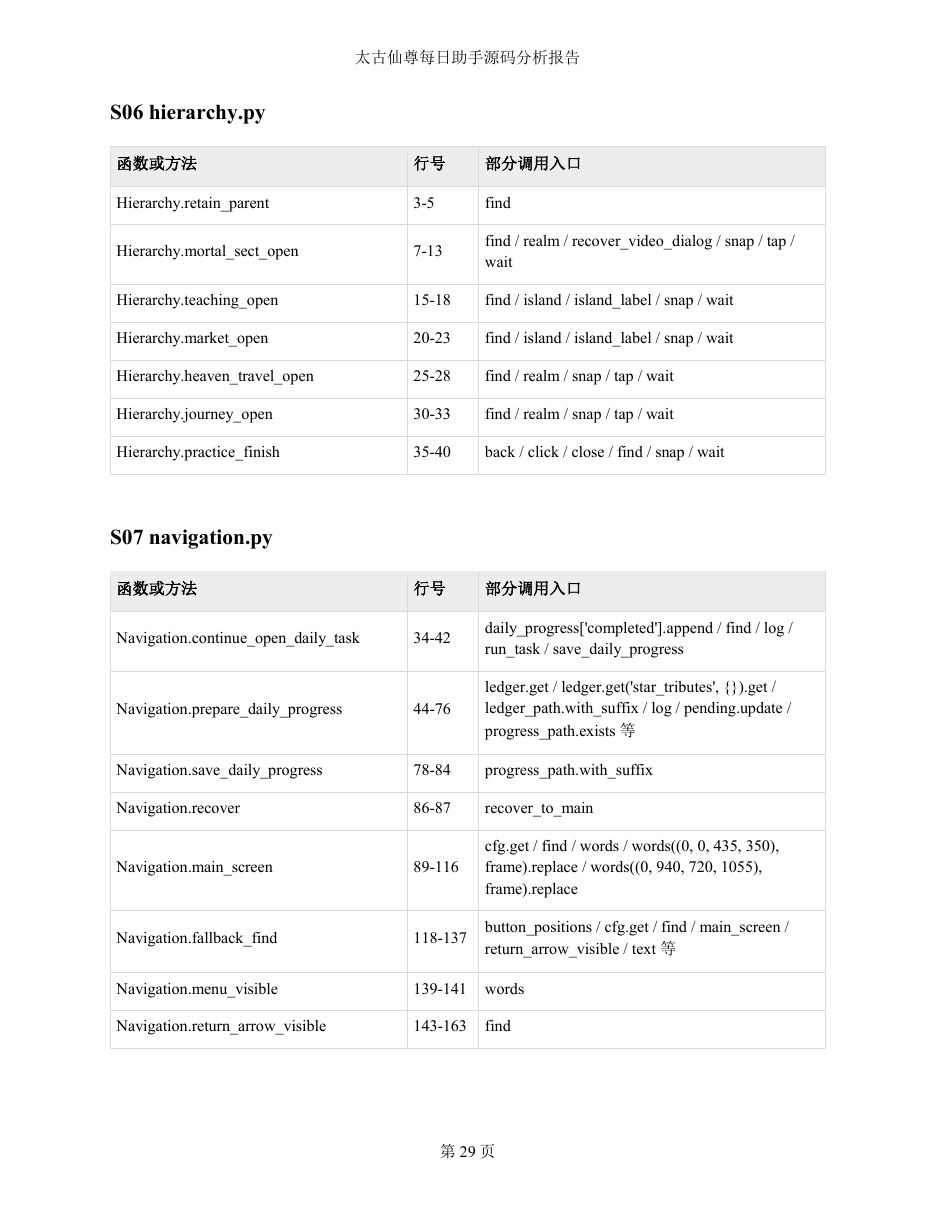 太古仙尊每日助手源码分析报告
S06 hierarchy.py
函数或方法 行号 部分调用入口
Hierarchy.retain_parent 3-5 find
Hierarchy.mortal_sect_open 7-13 find / realm / recover_video_dialog / snap / tap /
wait
Hierarchy.teaching_open 15-18 find / island / island_label / snap / wait
Hierarchy.market_open 20-23 find / island / island_label / snap / wait
Hierarchy.heaven_travel_open 25-28 find / realm / snap / tap / wait
Hierarchy.journey_open 30-33 find / realm / snap / tap / wait
Hierarchy.practice_finish 35-40 back / click / close / find / snap / wait
S07 navigation.py
函数或方法 行号 部分调用入口
Navigation.continue_open_daily_task 34-42 daily_progress['completed'].append / find / log /
run_task / save_daily_progress
Navigation.prepare_daily_progress 44-76 ledger.get / ledger.get('star_tributes', {}).get /
ledger_path.with_suffix / log / pending.update /
progress_path.exists 等
Navigation.save_daily_progress 78-84 progress_path.with_suffix
Navigation.recover 86-87 recover_to_main
Navigation.main_screen 89-116 cfg.get / find / words / words((0, 0, 435, 350),
frame).replace / words((0, 940, 720, 1055),
frame).replace
Navigation.fallback_find 118-137 button_positions / cfg.get / find / main_screen /
return_arrow_visible / text 等
Navigation.menu_visible 139-141 words
Navigation.return_arrow_visible 143-163 find
第 29 页